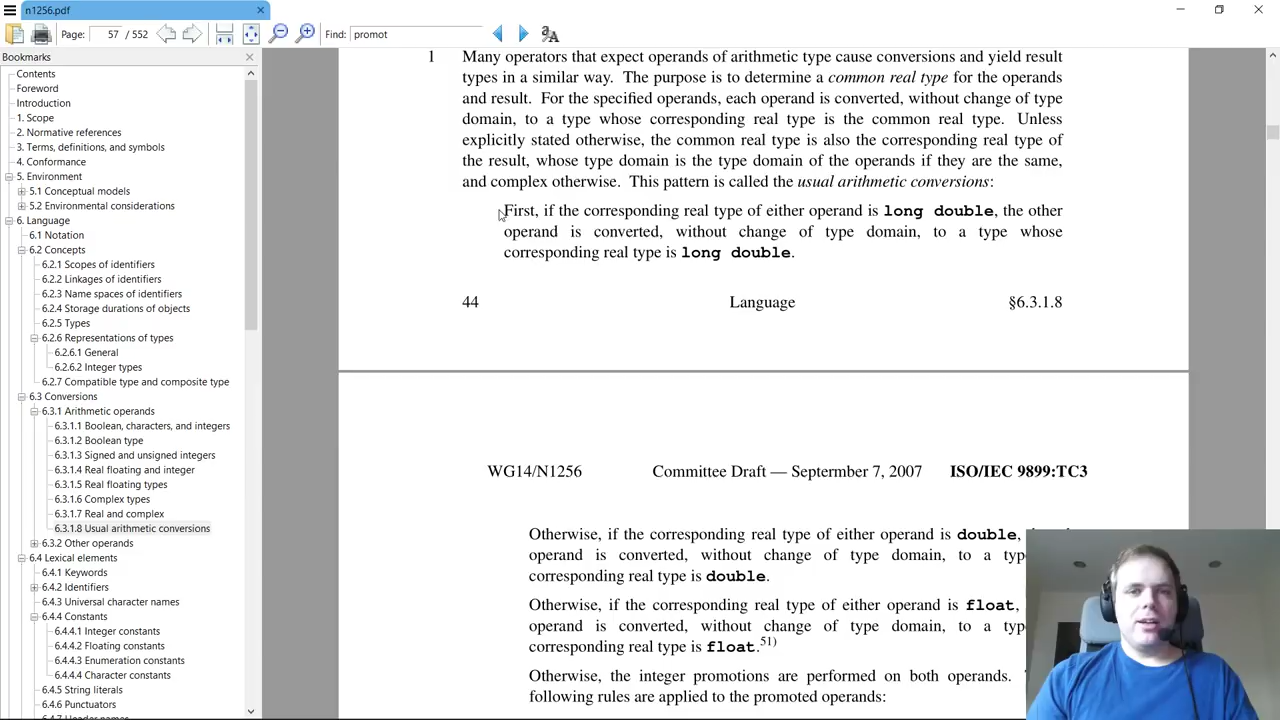 n1256.pdf
Page: 57 / 552 Find: promot
Bookmarks
Contents
Foreword
Introduction
1. Scope
2. Normative references
3. Terms, definitions, and symbols
4. Conformance
5. Environment
5.1 Conceptual models
5.2 Environmental considerations
6. Language
6.1 Notation
6.2 Concepts
6.2.1 Scopes of identifiers
6.2.2 Linkages of identifiers
6.2.3 Name spaces of identifiers
6.2.4 Storage durations of objects
6.2.5 Types
6.2.6 Representations of types
6.2.6.1 General
6.2.6.2 Integer types
6.2.7 Compatible type and composite type
6.3 Conversions
6.3.1 Arithmetic operands
6.3.1.1 Boolean, characters, and integers
6.3.1.2 Boolean type
6.3.1.3 Signed and unsigned integers
6.3.1.4 Real floating and integer
6.3.1.5 Real floating types
6.3.1.6 Complex types
6.3.1.7 Real and complex
6.3.1.8 Usual arithmetic conversions
6.3.2 Other operands
6.4 Lexical elements
6.4.1 Keywords
6.4.2 Identifiers
6.4.3 Universal character names
6.4.4 Constants
6.4.4.1 Integer constants
6.4.4.2 Floating constants
6.4.4.3 Enumeration constants
6.4.4.4 Character constants
6.4.5 String literals
6.4.6 Punctuators
6.4.7 Header names
1 Many operators that expect operands of arithmetic type cause conversions and yield result
types in a similar way. The purpose is to determine a common real type for the operands
and result. For the specified operands, each operand is converted, without change of type
domain, to a type whose corresponding real type is the common real type. Unless
explicitly stated otherwise, the common real type is also the corresponding real type of
the result, whose type domain is the type domain of the operands if they are the same,
and complex otherwise. This pattern is called the usual arithmetic conversions:
First, if the corresponding real type of either operand is long double, the other
operand is converted, without change of type domain, to a type whose
corresponding real type is long double.
44 Language §6.3.1.8
WG14/N1256 Committee Draft — Septermber 7, 2007 ISO/IEC 9899:TC3
Otherwise, if the corresponding real type of either operand is double,
operand is converted, without change of type domain, to a typ
corresponding real type is double.
Otherwise, if the corresponding real type of either operand is float,
operand is converted, without change of type domain, to a typ
corresponding real type is float.51)
Otherwise, the integer promotions are performed on both operands.
following rules are applied to the promoted operands: